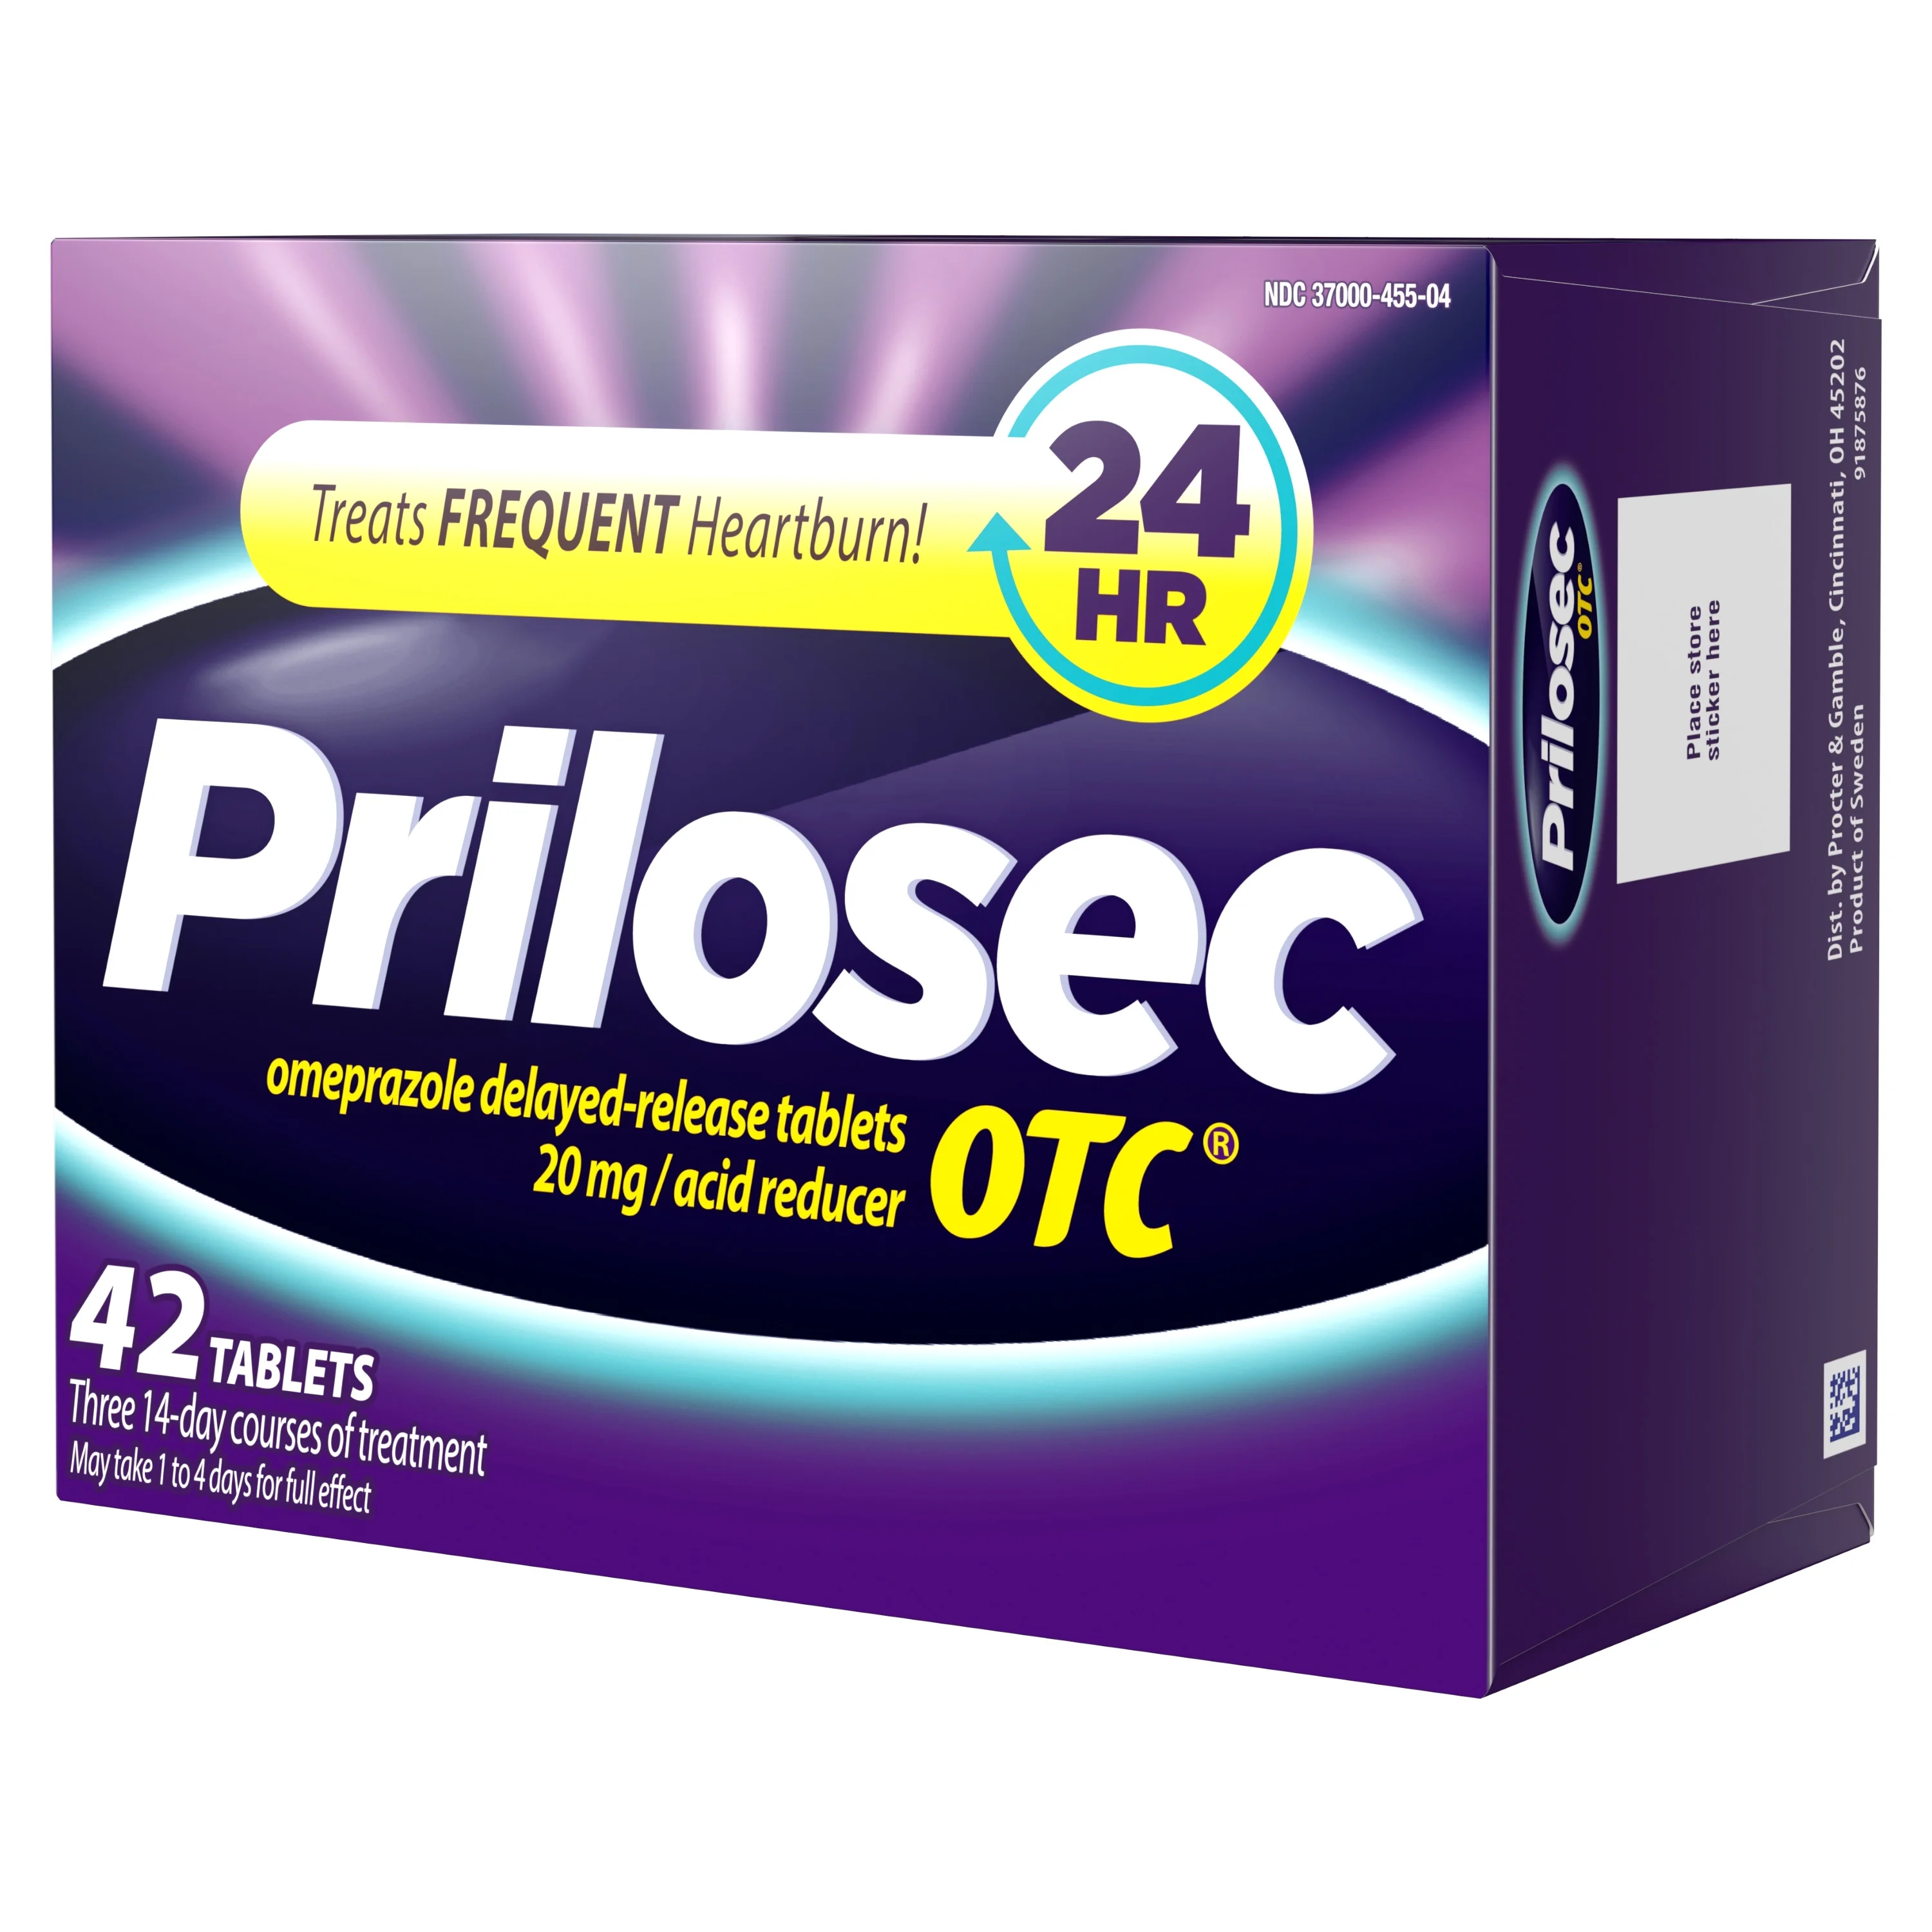 NDC 37000-455-04
Treats FREQUENT Heartburn!
24
HR
Prilosec
omeprazole delayed-release tablets
20 mg / acid reducer
OTC®
42 TABLETS
Three 14-day courses of treatment
May take 1 to 4 days for full effect
Prilosec
OTC®
Place store
sticker here
Dist. by Procter & Gamble, Cincinnati, OH 45202
Product of Sweden
91875876